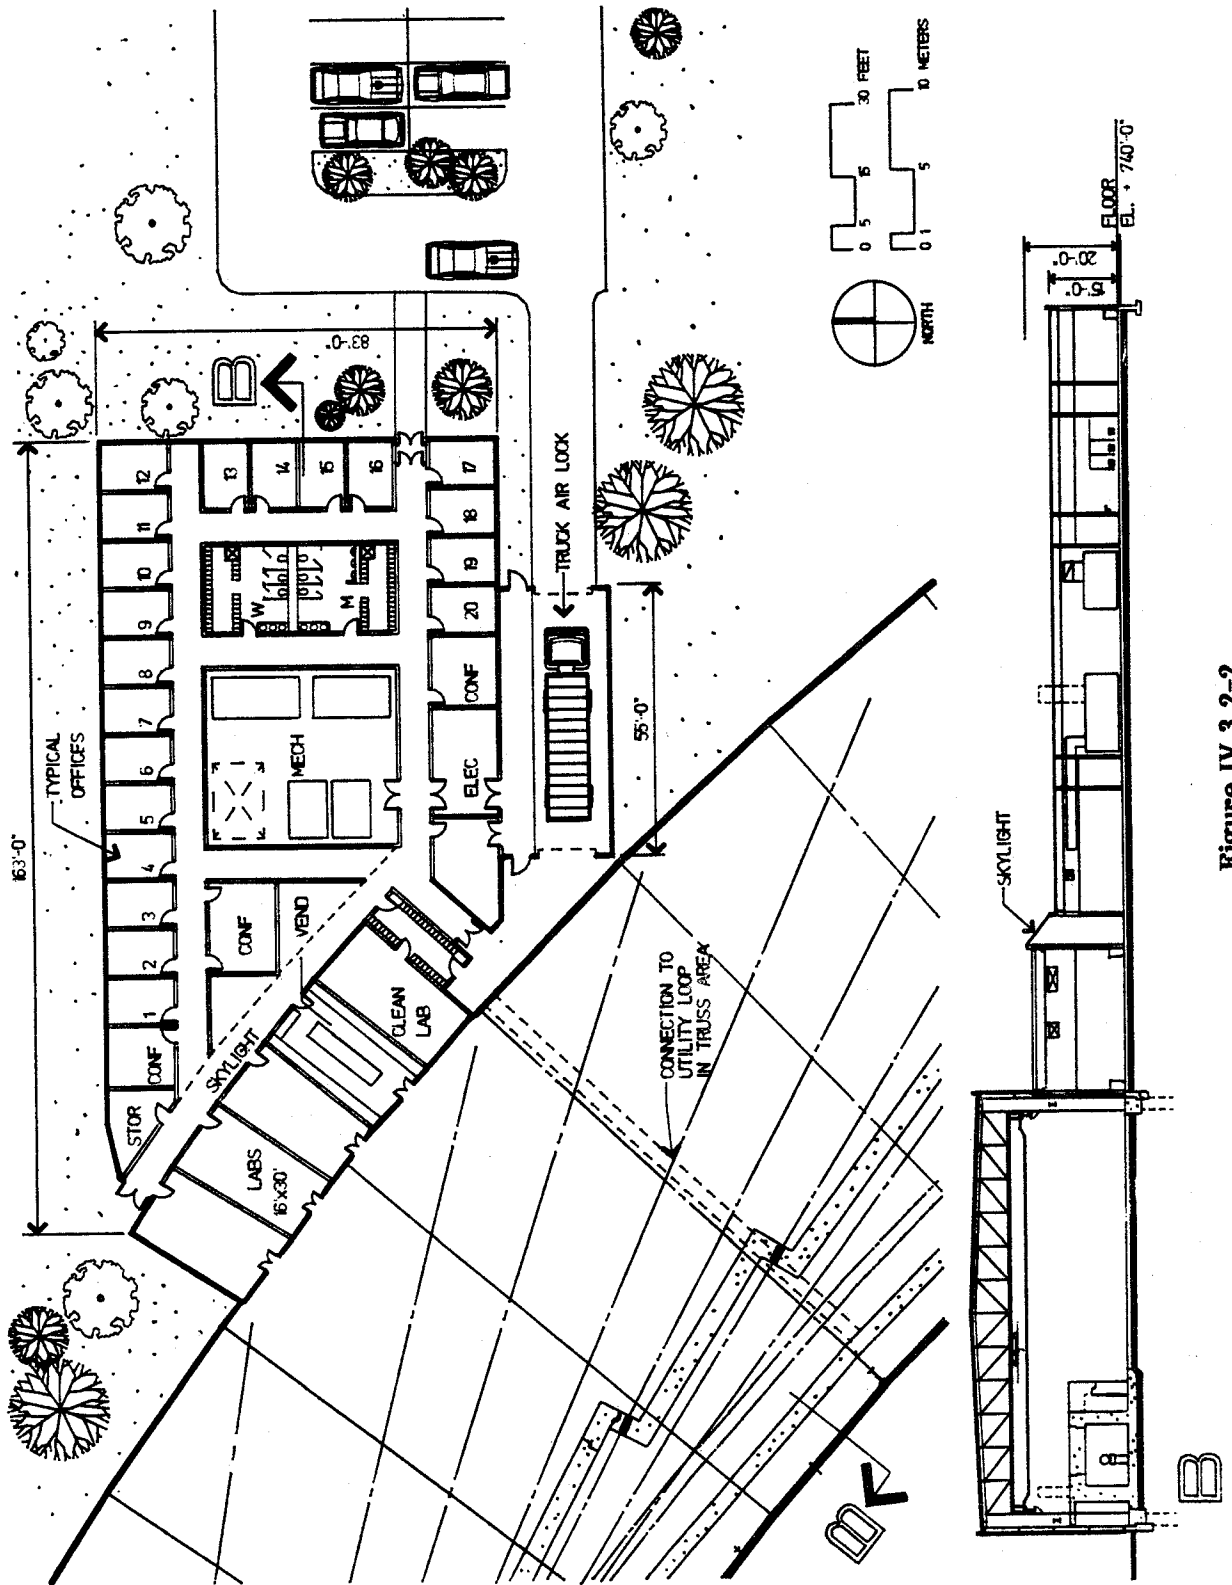 163'-0"
TYPICAL
OFFICES
STOR
CONF
1
2
3
4
5
6
7
8
9
10
11
12
13
14
15
16
17
18
19
20
CONF
ELEC
MECH
W
M
CONF
VEND
SKYLIGHT
CLEAN
LAB
LABS
16'x30'
83'-0"
B
TRUCK AIR LOCK
55'-0"
CONNECTION TO
UTILITY LOOP
IN TRUSS AREA
B
NORTH
0 5 15 30 FEET
0 1 5 10 METERS
SKYLIGHT
15'-0"
20'-0"
FLOOR
EL. + 740'-0"
B
Figure IV.3.2-2